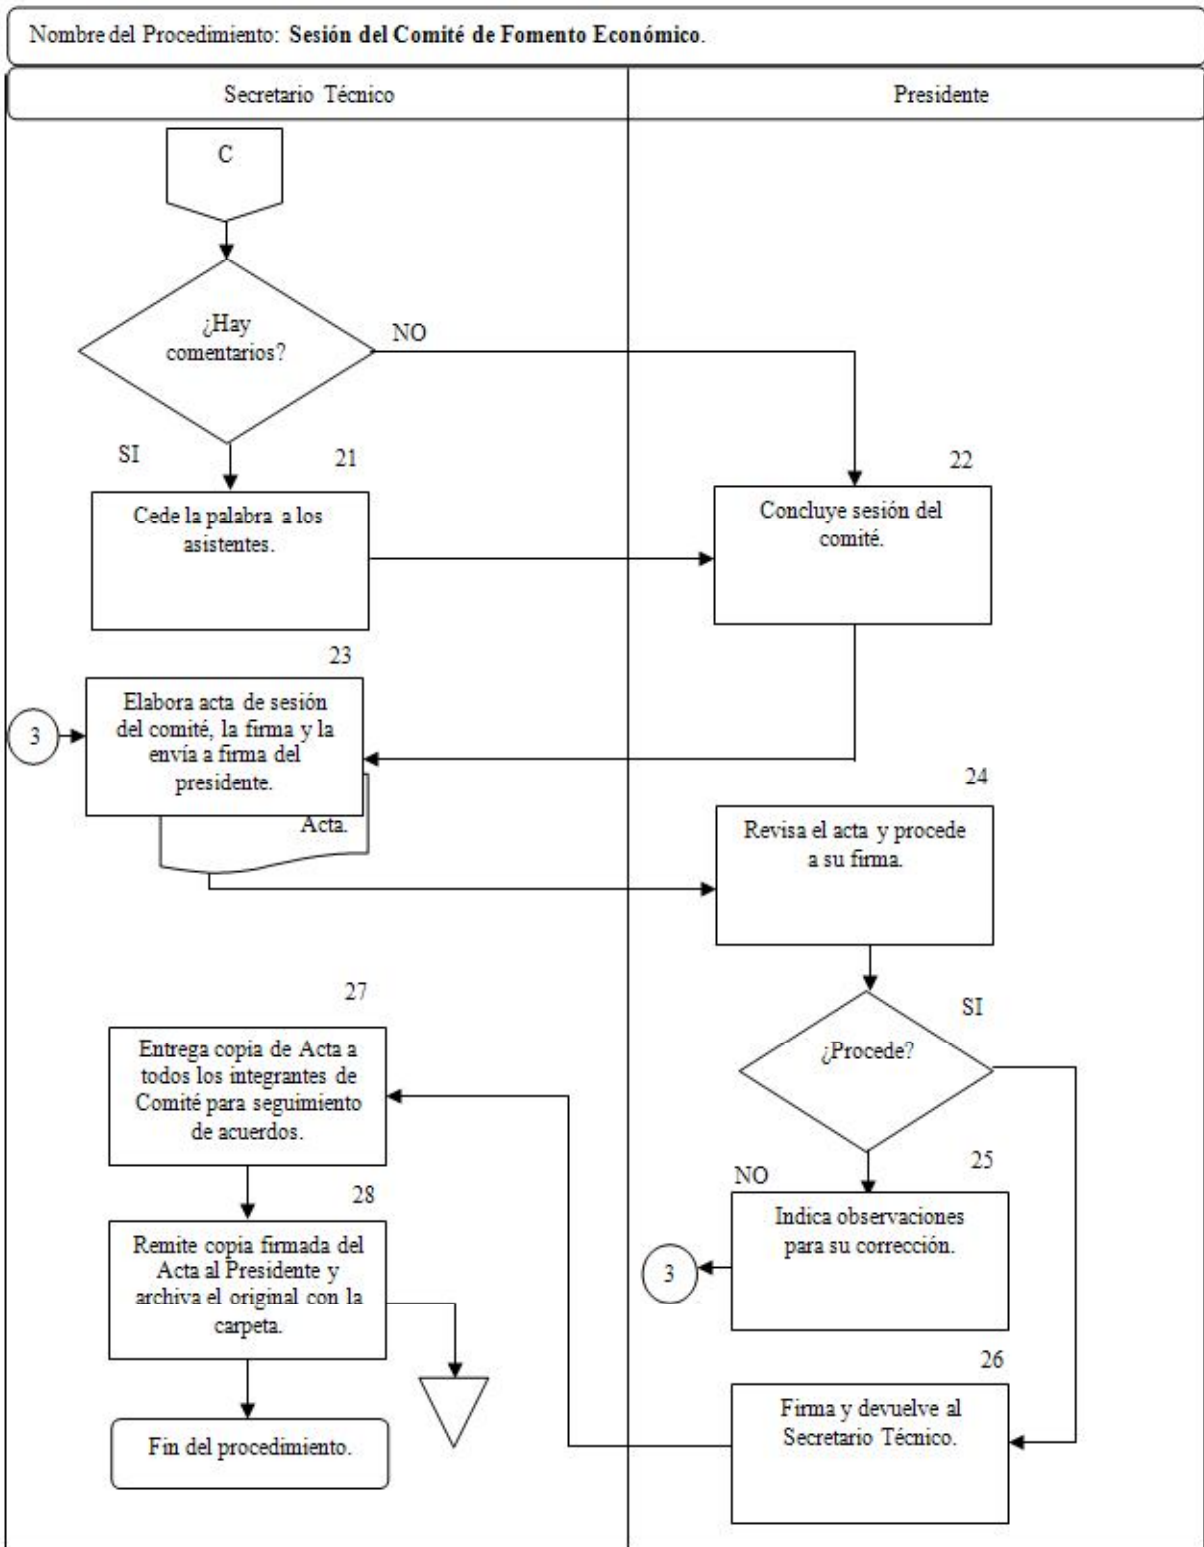 Nombre del Procedimiento: Sesión del Comité de Fomento Económico.
Secretario Técnico
Presidente
C
¿Hay
comentarios?
NO
SI
21
Cede la palabra a los
asistentes.
22
Concluye sesión del
comité.
23
3
Elabora acta de sesión
del comité, la firma y la
envía a firma del
presidente.
Acta.
24
Revisa el acta y procede
a su firma.
¿Procede?
SI
NO
25
Indica observaciones
para su corrección.
3
26
Firma y devuelve al
Secretario Técnico.
27
Entrega copia de Acta a
todos los integrantes de
Comité para seguimiento
de acuerdos.
28
Remite copia firmada del
Acta al Presidente y
archiva el original con la
carpeta.
Fin del procedimiento.